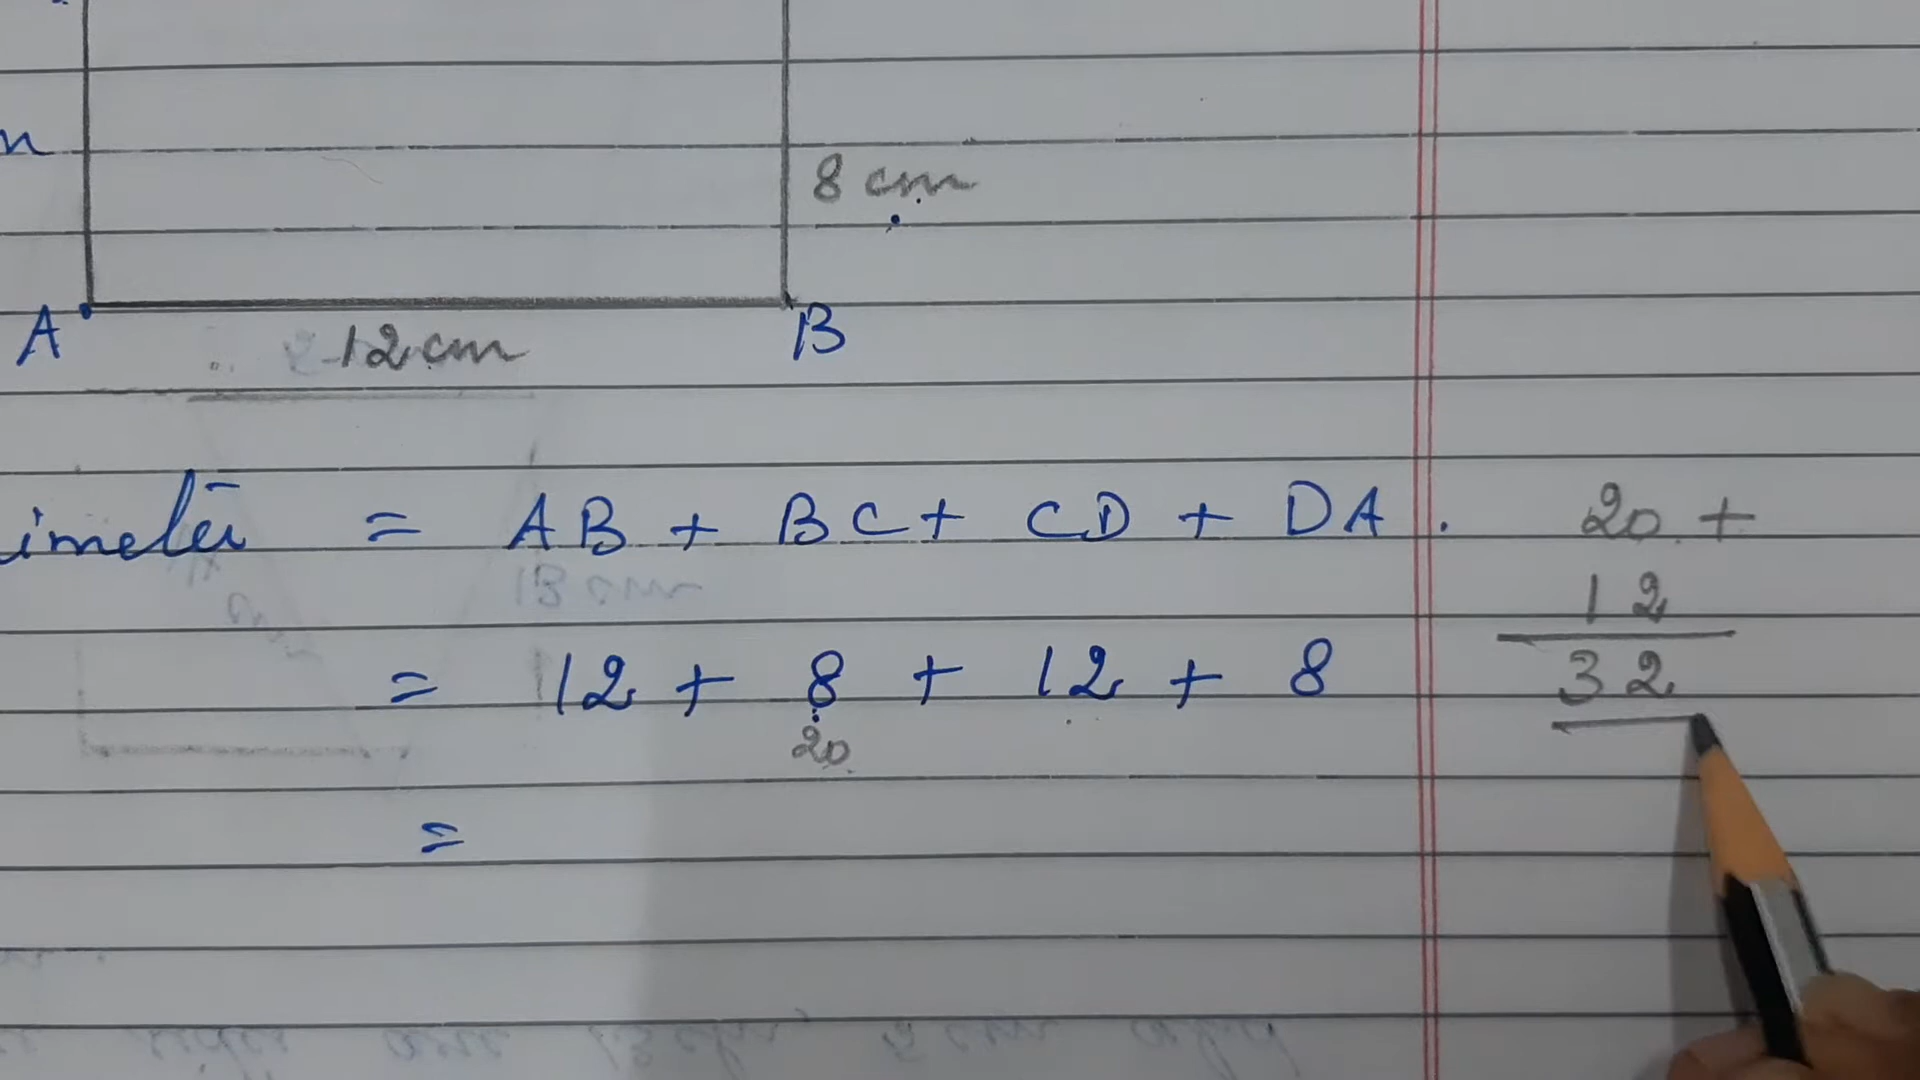 8 cm
A 12 cm B
imeter = AB + BC + CD + DA.
= 12 + 8 + 12 + 8
20
=
20 +
12
32